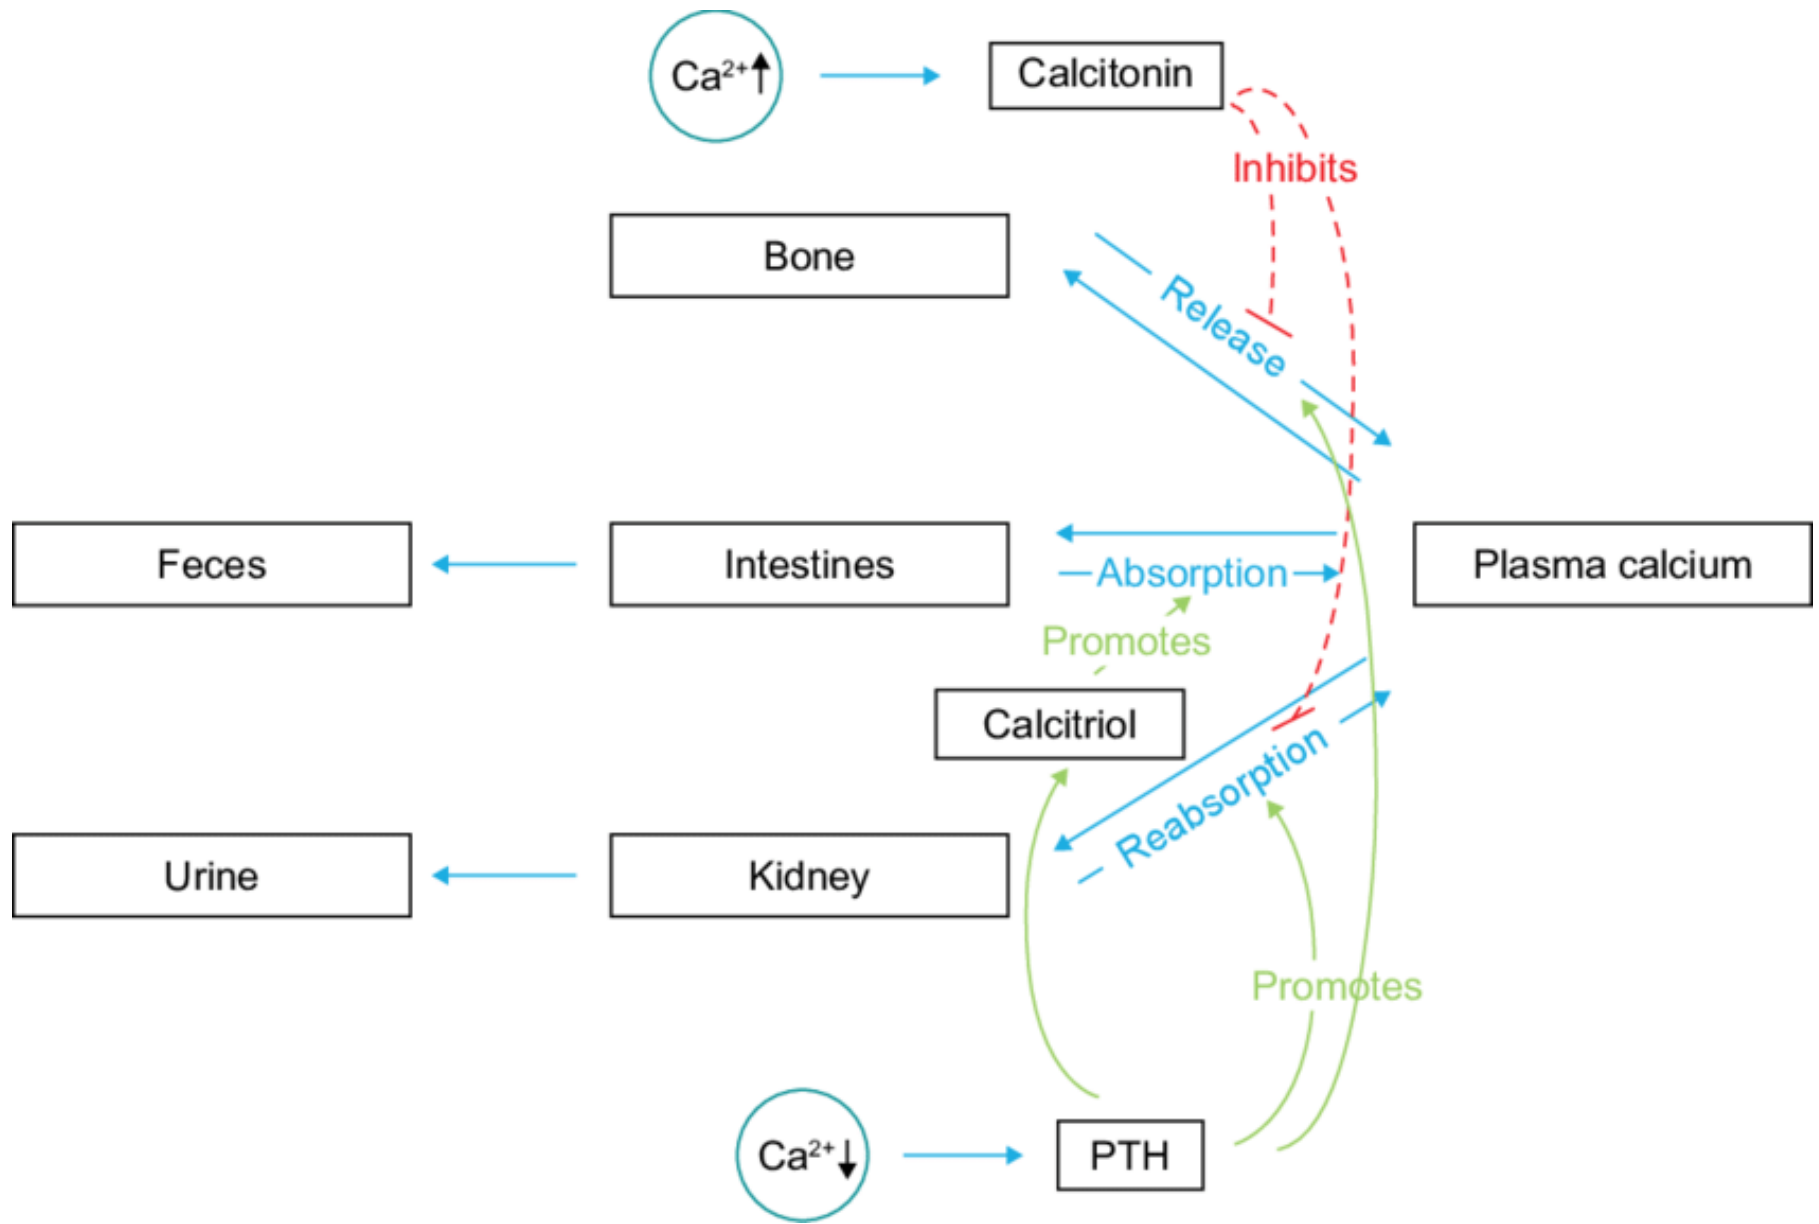 Ca²⁺↑
Calcitonin
Inhibits
Bone
Release
Feces
Intestines
Absorption
Plasma calcium
Promotes
Calcitriol
Reabsorption
Urine
Kidney
Promotes
Ca²⁺↓
PTH